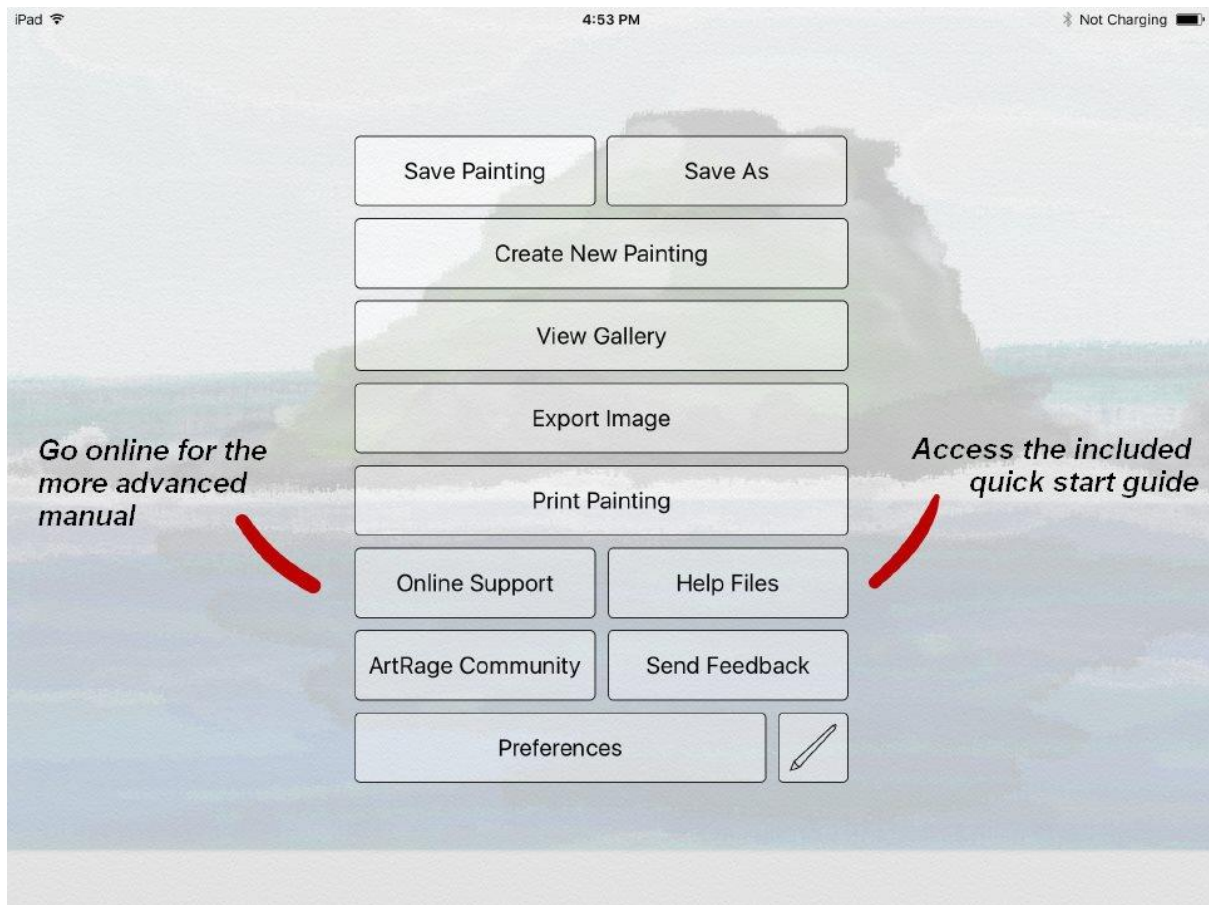 iPad 4:53 PM Not Charging
Save Painting Save As
Create New Painting
View Gallery
Export Image
Go online for the
more advanced
manual
Access the included
quick start guide
Print Painting
Online Support Help Files
ArtRage Community Send Feedback
Preferences